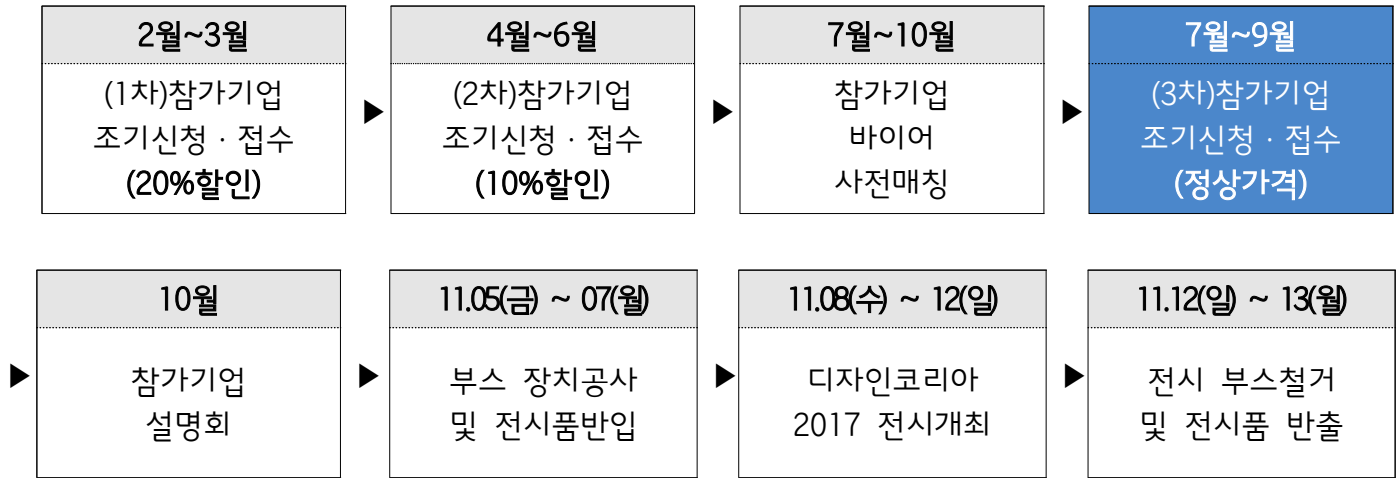 2월~3월
(1차)참가기업
조기신청 · 접수
(20%할인)
▶
4월~6월
(2차)참가기업
조기신청 · 접수
(10%할인)
▶
7월~10월
참가기업
바이어
사전매칭
▶
7월~9월
(3차)참가기업
조기신청 · 접수
(정상가격)
▶
10월
참가기업
설명회
▶
11.05(금) ~ 07(월)
부스 장치공사
및 전시품반입
▶
11.08(수) ~ 12(일)
디자인코리아
2017 전시개최
▶
11.12(일) ~ 13(월)
전시 부스철거
및 전시품 반출